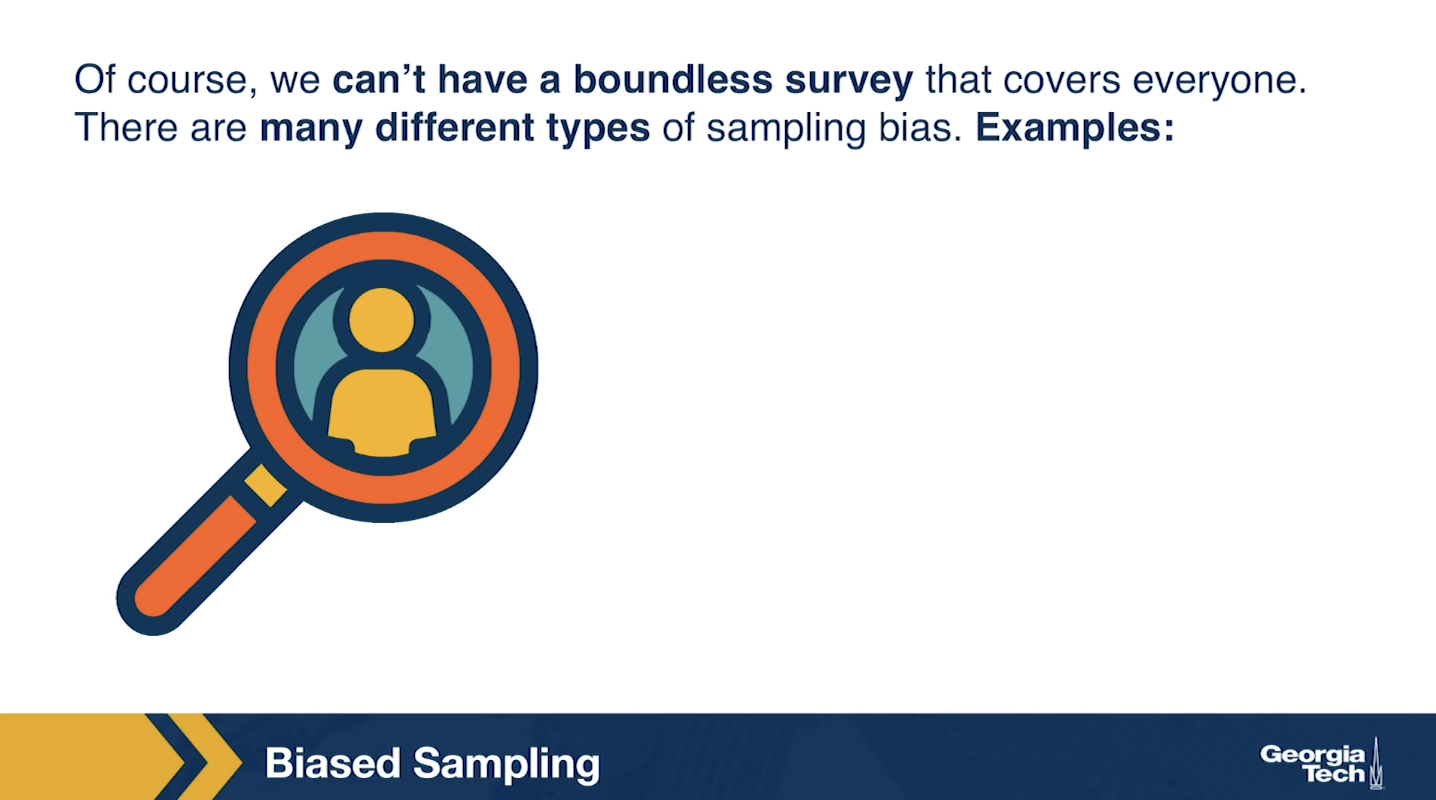 Of course, we can’t have a boundless survey that covers everyone.
There are many different types of sampling bias. Examples:
Biased Sampling
Georgia
Tech